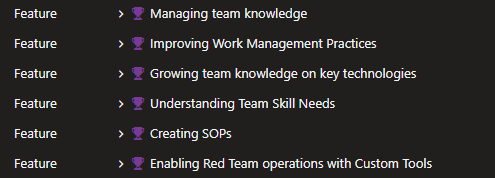 Feature Managing team knowledge
Feature Improving Work Management Practices
Feature Growing team knowledge on key technologies
Feature Understanding Team Skill Needs
Feature Creating SOPs
Feature Enabling Red Team operations with Custom Tools